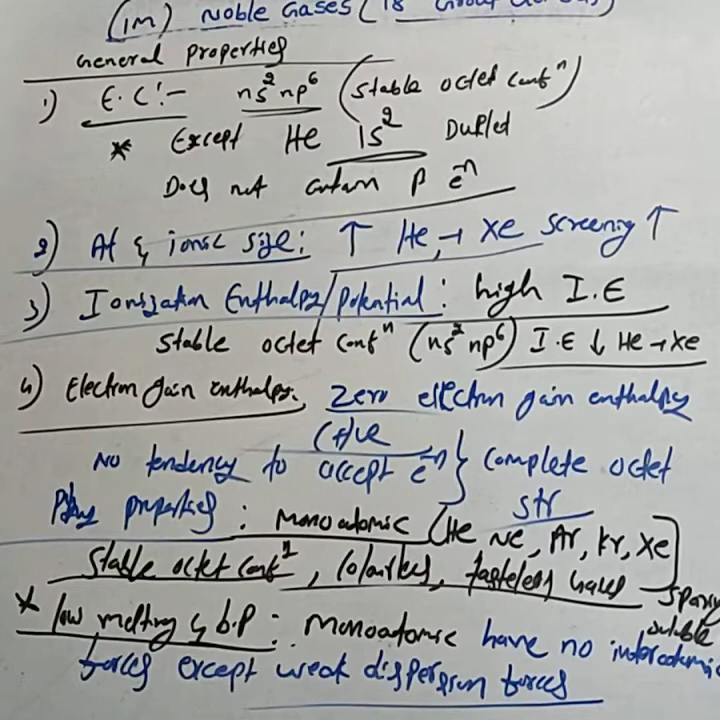 (1M) Noble Gases (18
General properties
1) E.C:- ns² np⁶ (Stable octet confⁿ)
* Except He 1S² Duplet
Does not contain p e⁻ⁿ
2) At & ionic size: ↑ He → Xe screening ↑
3) Ionization Enthalpy/potential: high I.E
Stable octet confⁿ (ns² np⁶) I.E ↓ He → Xe
4) Electron gain enthalpy. Zero electron gain enthalpy
(+)ve
No tendency to accept e⁻ⁿ } complete octet
str
Phy properties: monoatomic (He Ne, Ar, Kr, Xe]
Stable octet confⁿ, Colorless, tasteless gases
soluble
* low melting & b.p: monoatomic have no interatomic
forces except weak dispersion forces